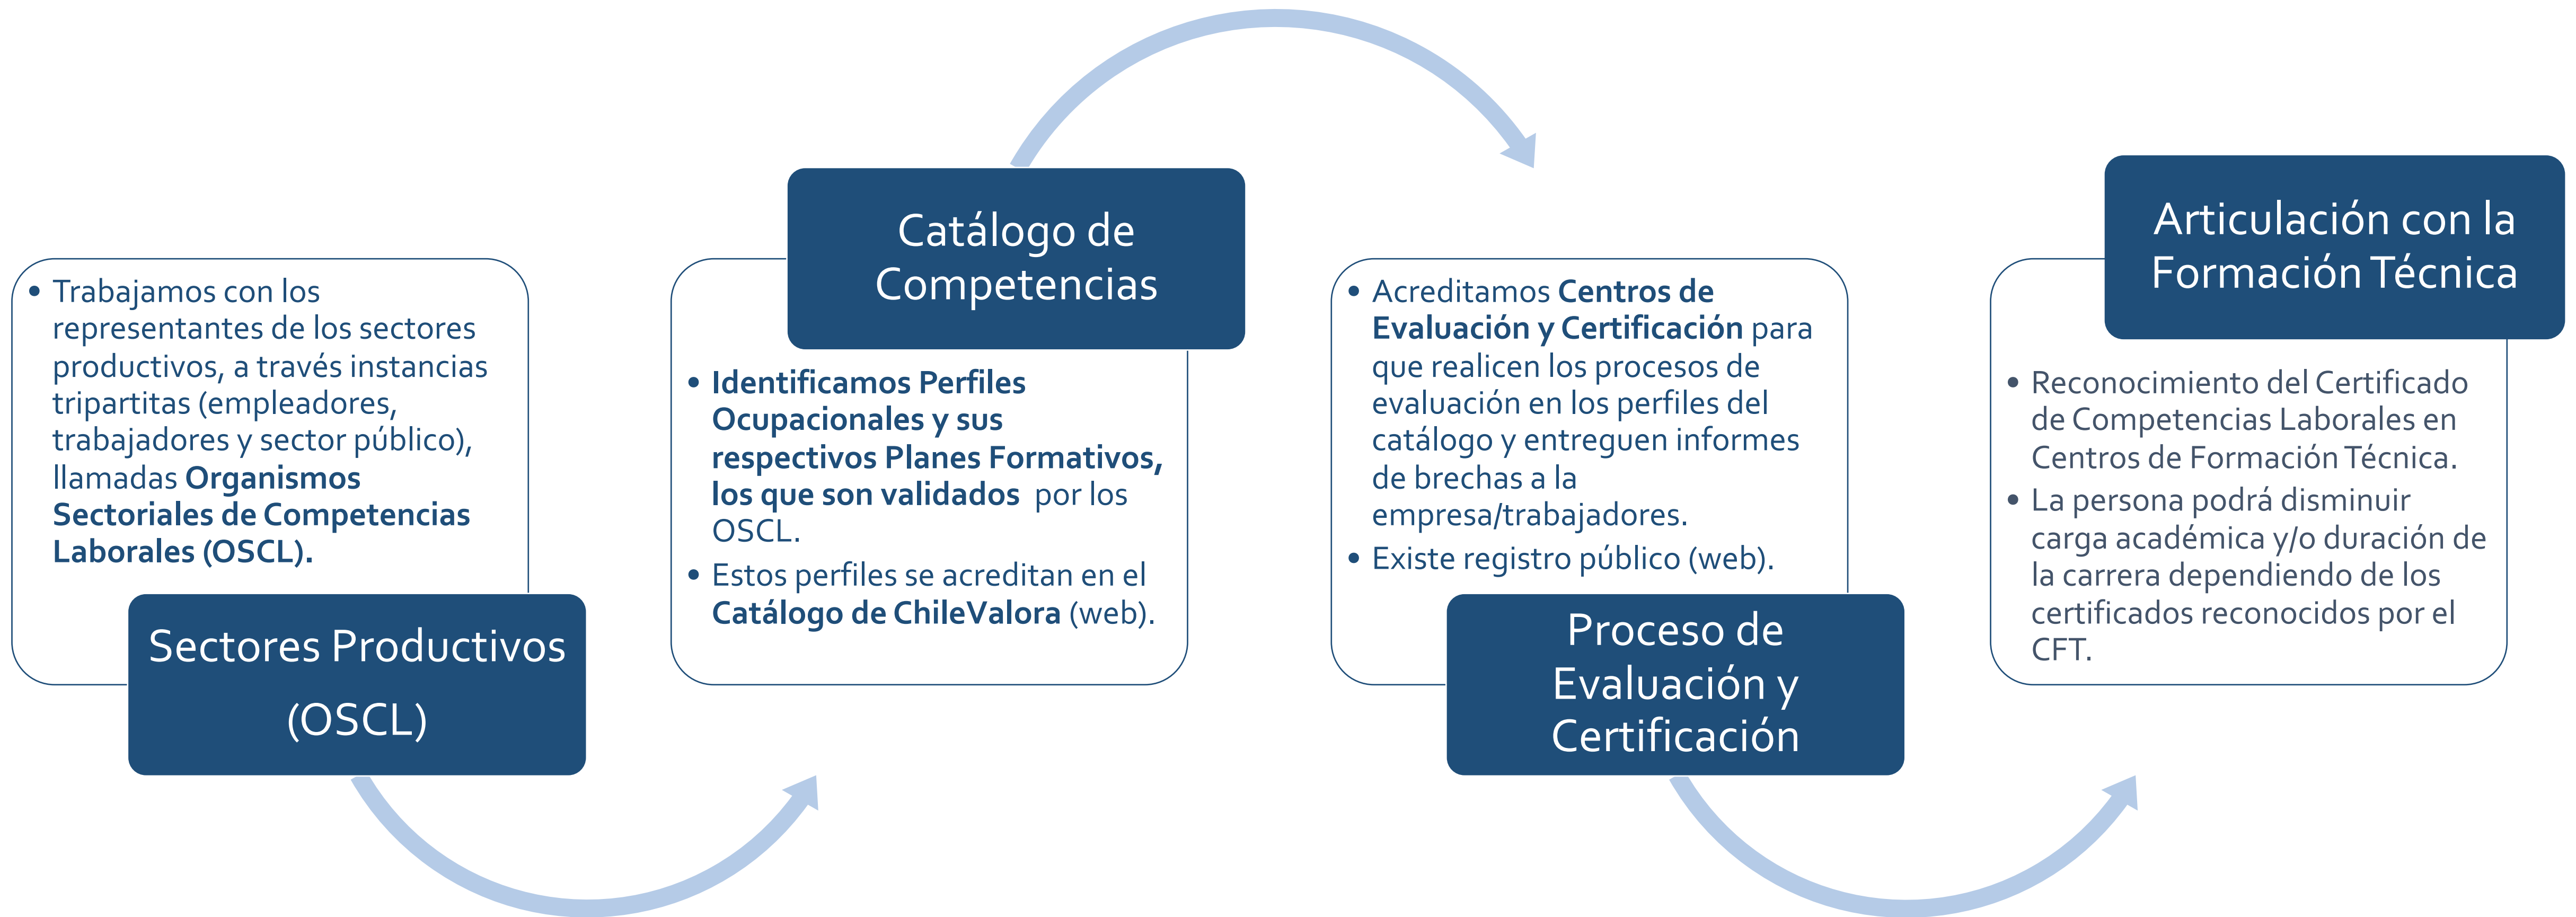 • Trabajamos con los
representantes de los sectores
productivos, a través instancias
tripartitas (empleadores,
trabajadores y sector público),
llamadas Organismos
Sectoriales de Competencias
Laborales (OSCL).
Sectores Productivos
(OSCL)
Catálogo de
Competencias
• Identificamos Perfiles
Ocupacionales y sus
respectivos Planes Formativos,
los que son validados por los
OSCL.
• Estos perfiles se acreditan en el
Catálogo de ChileValora (web).
• Acreditamos Centros de
Evaluación y Certificación para
que realicen los procesos de
evaluación en los perfiles del
catálogo y entreguen informes
de brechas a la
empresa/trabajadores.
• Existe registro público (web).
Proceso de
Evaluación y
Certificación
Articulación con la
Formación Técnica
• Reconocimiento del Certificado
de Competencias Laborales en
Centros de Formación Técnica.
• La persona podrá disminuir
carga académica y/o duración de
la carrera dependiendo de los
certificados reconocidos por el
CFT.